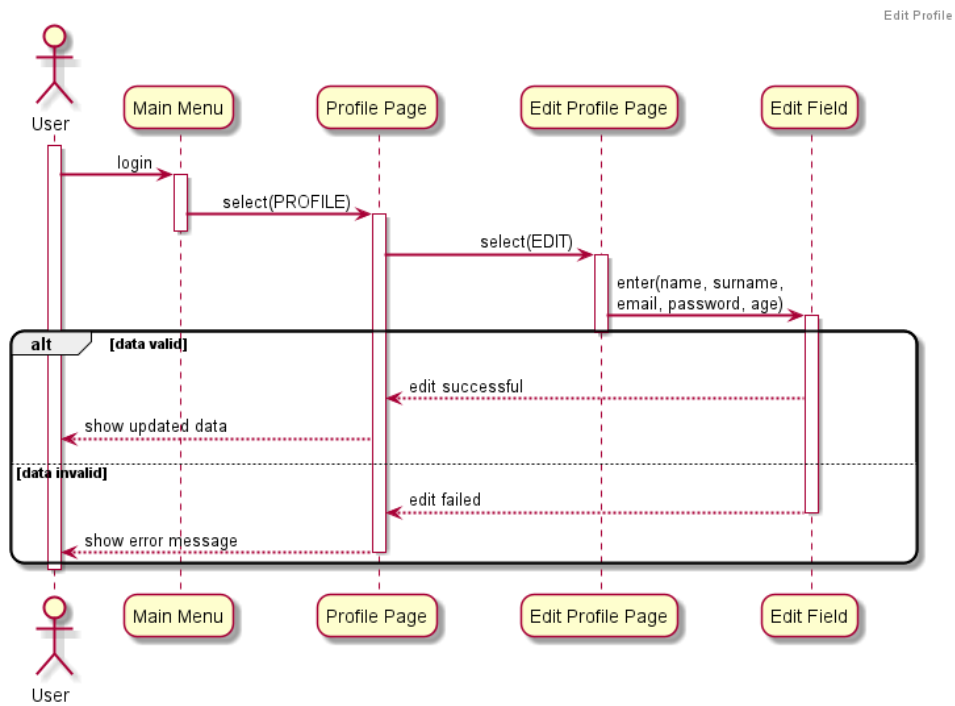 Edit Profile
User
Main Menu
Profile Page
Edit Profile Page
Edit Field
login
select(PROFILE)
select(EDIT)
enter(name, surname,
email, password, age)
alt
[data valid]
edit successful
show updated data
[data invalid]
edit failed
show error message
Main Menu
Profile Page
Edit Profile Page
Edit Field
User